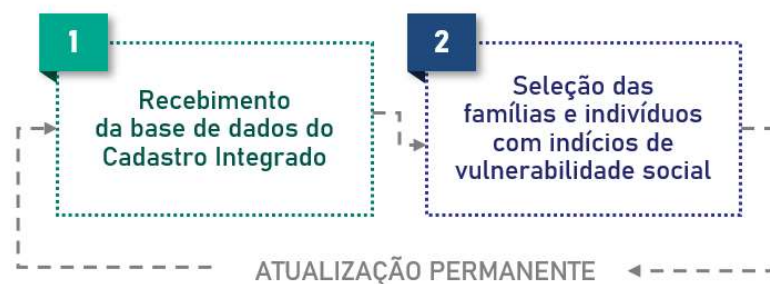 1
Recebimento
da base de dados do
Cadastro Integrado
2
Seleção das
famílias e indivíduos
com indícios de
vulnerabilidade social
ATUALIZAÇÃO PERMANENTE